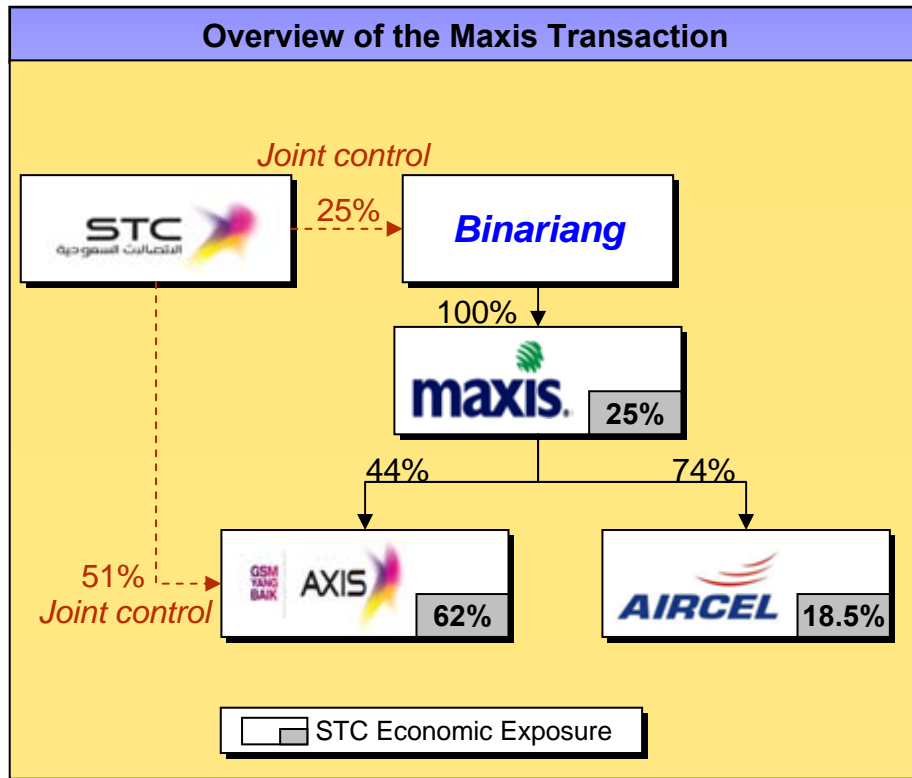 Overview of the Maxis Transaction
Joint control
STC
الاتصالات السعودية
25%
Binariang
100%
maxis.
25%
44%
74%
51%
Joint control
GSM
YANG
BAIK
AXIS
62%
AIRCEL
18.5%
STC Economic Exposure